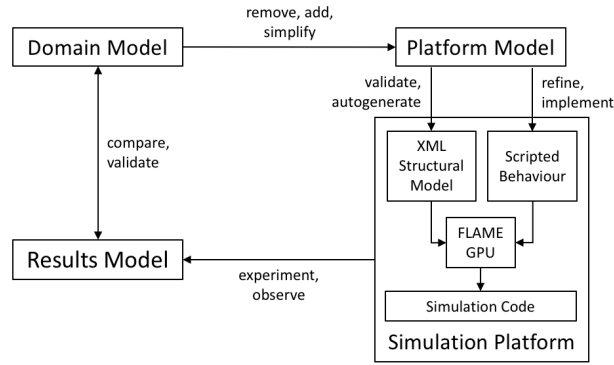 remove, add,
simplify
Domain Model
Platform Model
validate,
autogenerate
refine,
implement
compare,
validate
XML
Structural
Model
Scripted
Behaviour
FLAME
GPU
Results Model
experiment,
observe
Simulation Code
Simulation Platform